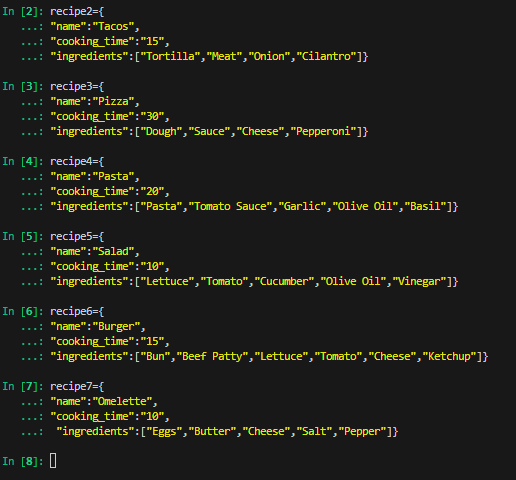 In [2]: recipe2={
   ...: "name":"Tacos",
   ...: "cooking_time":"15",
   ...: "ingredients":["Tortilla","Meat","Onion","Cilantro"]}
In [3]: recipe3={
   ...: "name":"Pizza",
   ...: "cooking_time":"30",
   ...: "ingredients":["Dough","Sauce","Cheese","Pepperoni"]}
In [4]: recipe4={
   ...: "name":"Pasta",
   ...: "cooking_time":"20",
   ...: "ingredients":["Pasta","Tomato Sauce","Garlic","Olive Oil","Basil"]}
In [5]: recipe5={
   ...: "name":"Salad",
   ...: "cooking_time":"10",
   ...: "ingredients":["Lettuce","Tomato","Cucumber","Olive Oil","Vinegar"]}
In [6]: recipe6={
   ...: "name":"Burger",
   ...: "cooking_time":"15",
   ...: "ingredients":["Bun","Beef Patty","Lettuce","Tomato","Cheese","Ketchup"]}
In [7]: recipe7={
   ...: "name":"Omelette",
   ...: "cooking_time":"10",
   ...:  "ingredients":["Eggs","Butter","Cheese","Salt","Pepper"]}
In [8]: